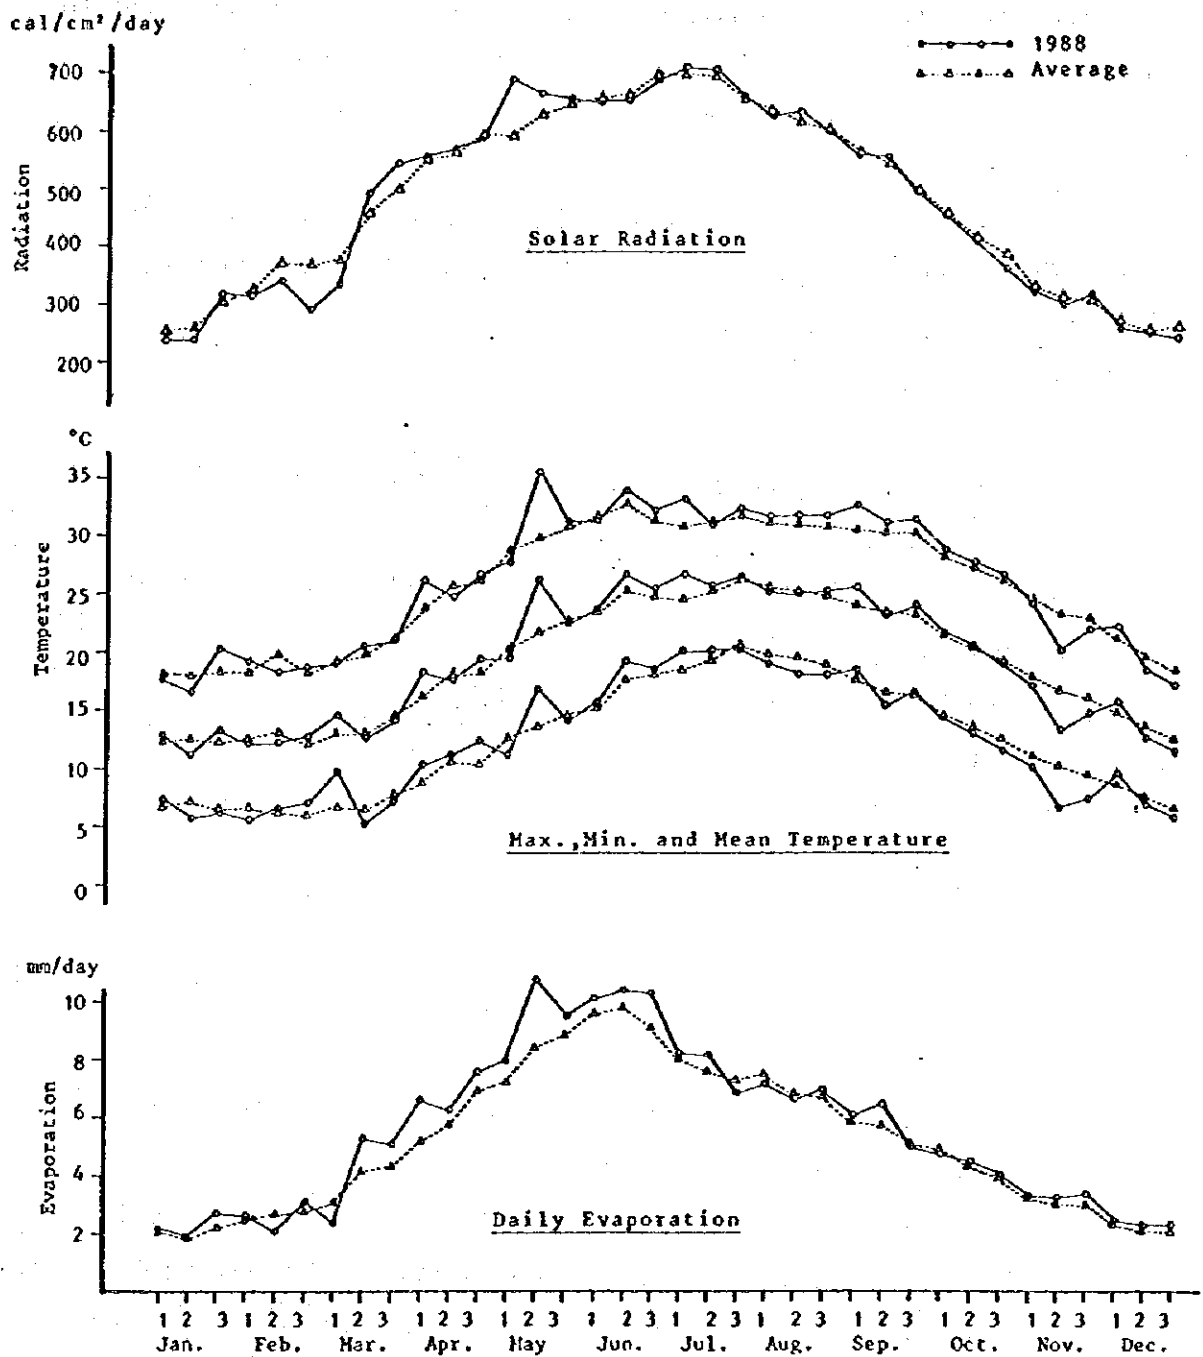 cal/cm²/day
1988
Average
700
600
500
400
300
200
Radiation
Solar Radiation
°C
35
30
25
20
15
10
5
0
Temperature
Max.,Min. and Mean Temperature
mm/day
10
8
6
4
2
Evaporation
Daily Evaporation
1 2 3 1 2 3 1 2 3 1 2 3 1 2 3 1 2 3 1 2 3 1 2 3 1 2 3 1 2 3 1 2 3 1 2 3
Jan. Feb. Mar. Apr. May Jun. Jul. Aug. Sep. Oct. Nov. Dec.